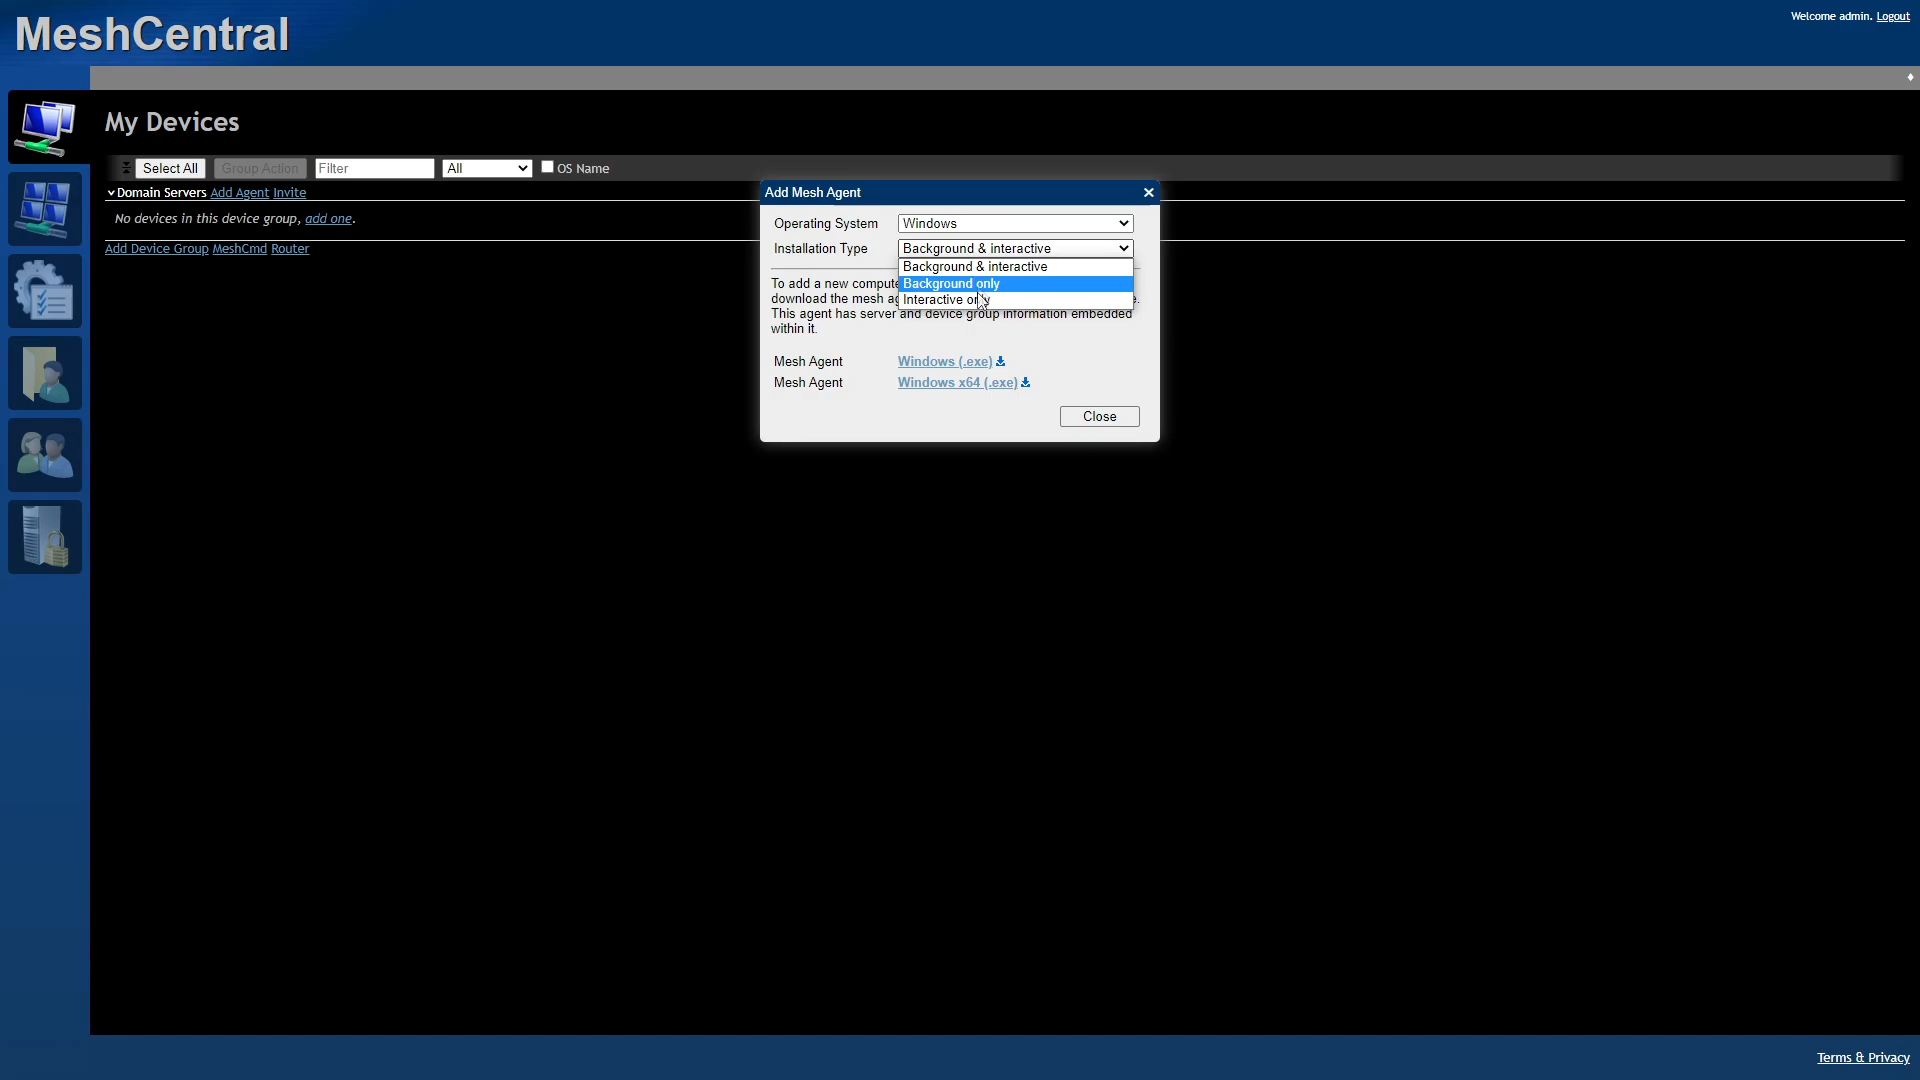 MeshCentral
Welcome admin. Logout
My Devices
Select All Group Action Filter All OS Name
Domain Servers Add Agent Invite
No devices in this device group, add one.
Add Device Group MeshCmd Router
Add Mesh Agent
Operating System Windows
Installation Type Background & interactive
Background & interactive
Background only
Interactive only
To add a new compute
download the mesh ag e.
This agent has server and device group information embedded
within it.
Mesh Agent Windows (.exe)
Mesh Agent Windows x64 (.exe)
Close
Terms & Privacy